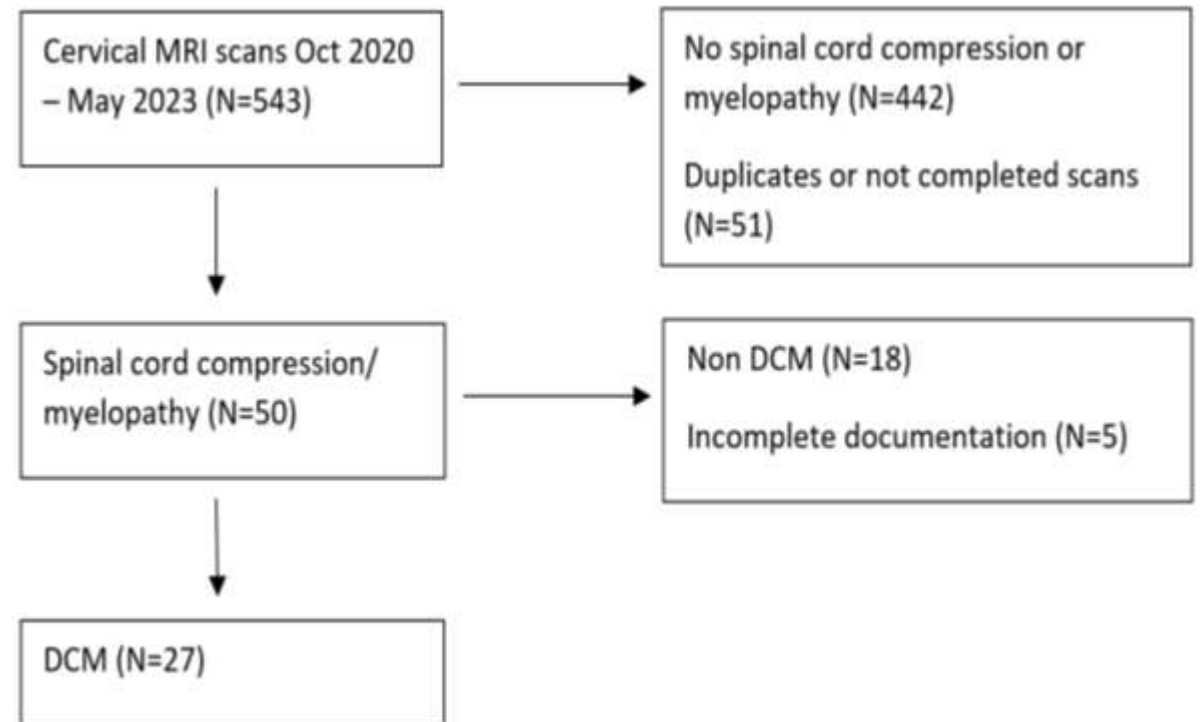 Cervical MRI scans Oct 2020
– May 2023 (N=543)
No spinal cord compression or
myelopathy (N=442)
Duplicates or not completed scans
(N=51)
Spinal cord compression/
myelopathy (N=50)
Non DCM (N=18)
Incomplete documentation (N=5)
DCM (N=27)